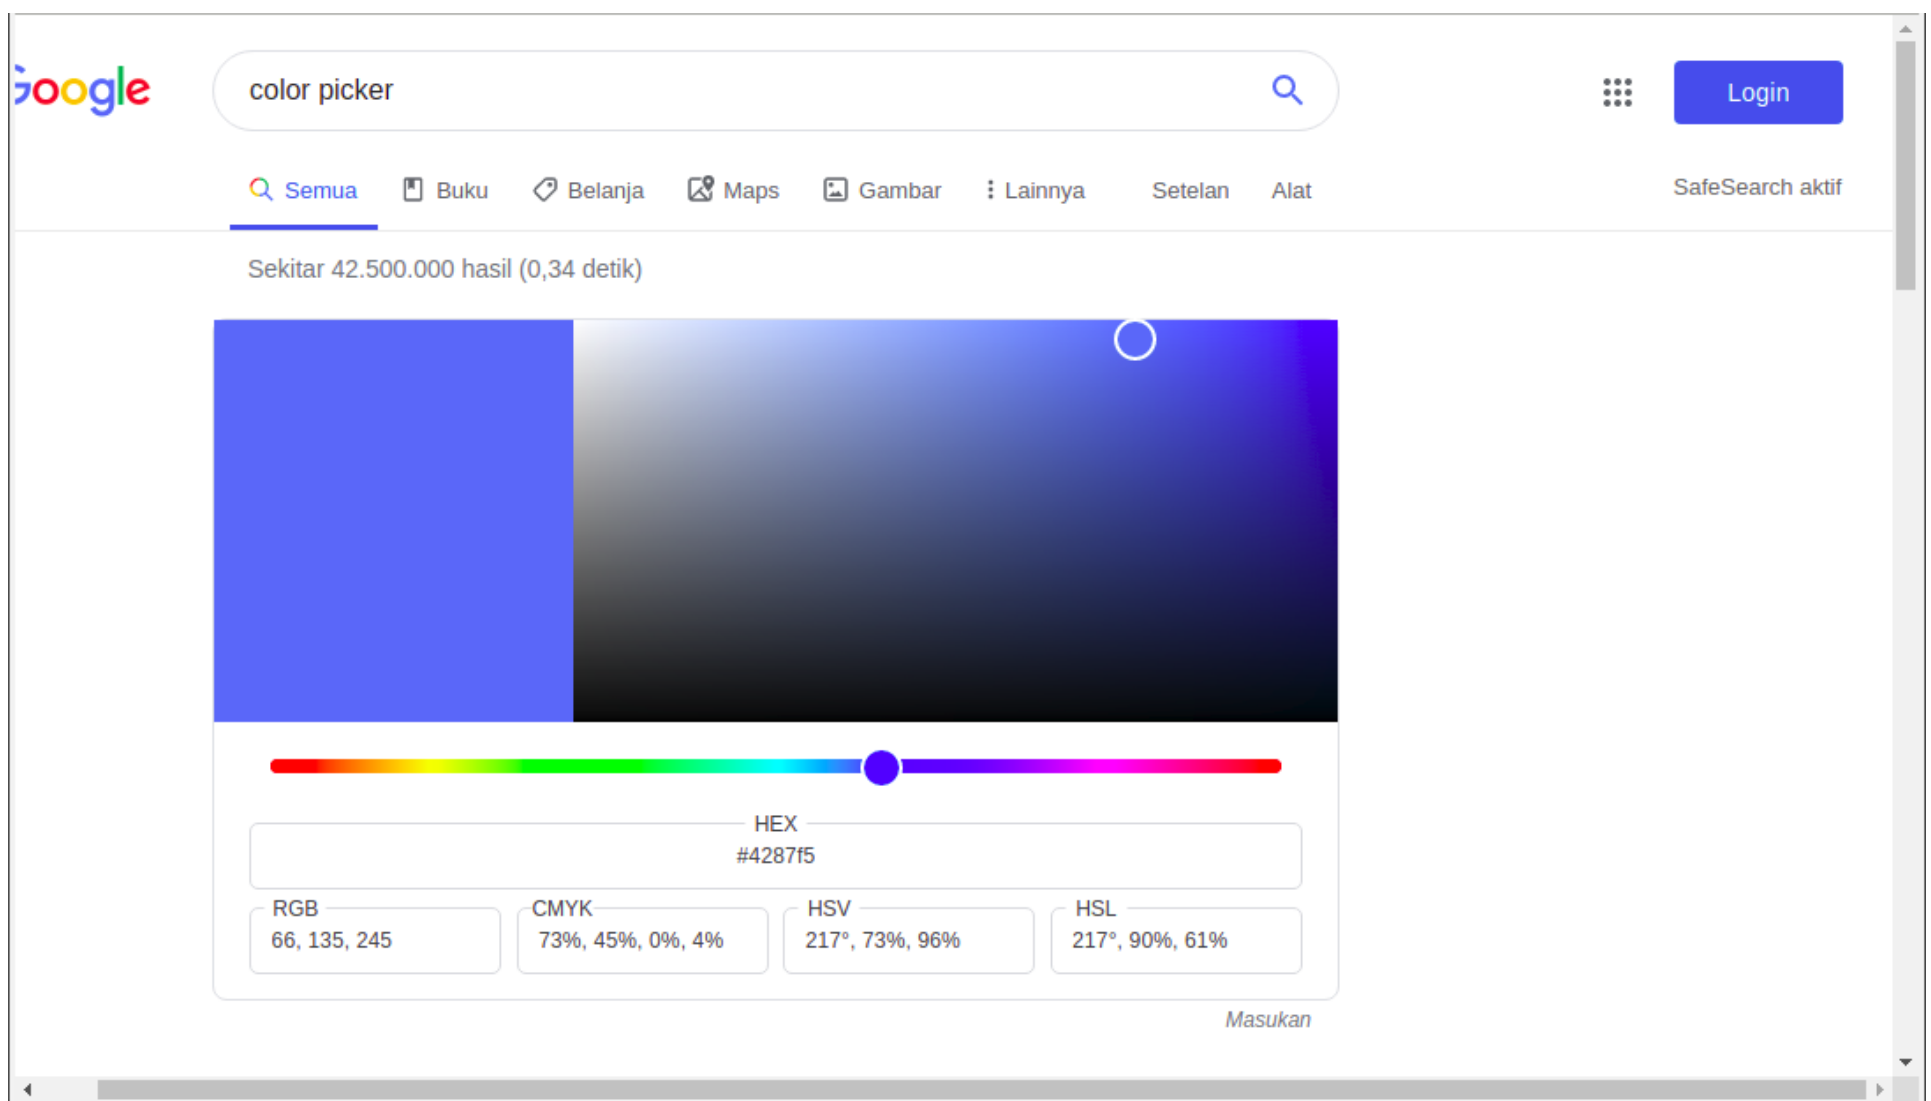 Google
color picker
Login
Semua Buku Belanja Maps Gambar Lainnya Setelan Alat SafeSearch aktif
Sekitar 42.500.000 hasil (0,34 detik)
HEX
#4287f5
RGB CMYK HSV HSL
66, 135, 245 73%, 45%, 0%, 4% 217°, 73%, 96% 217°, 90%, 61%
Masukan